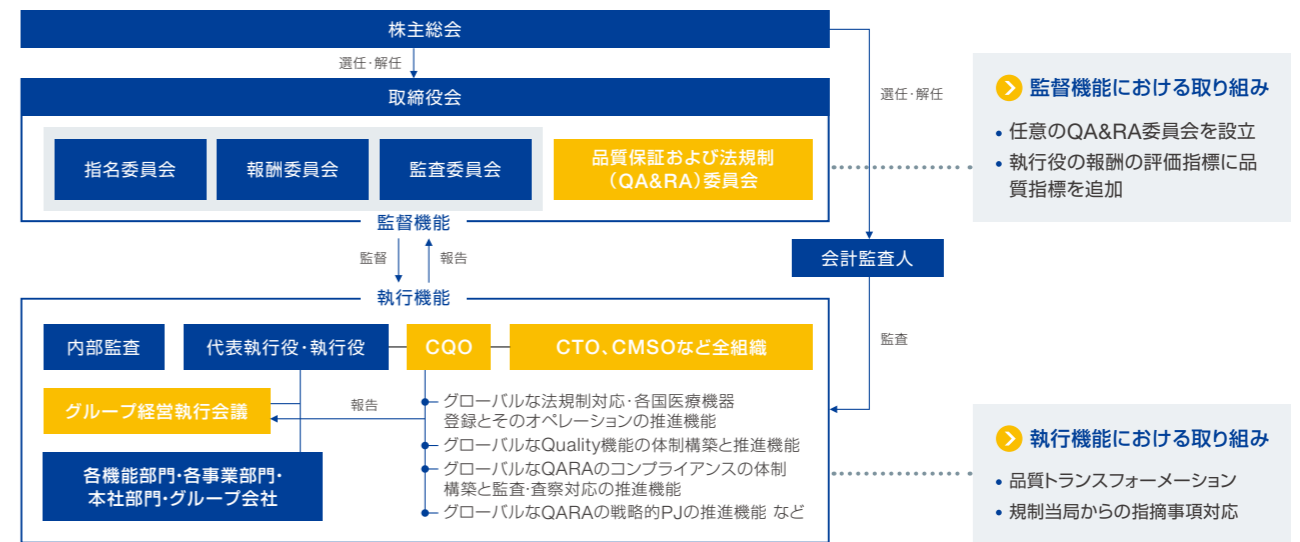 株主総会
選任・解任
取締役会
指名委員会
報酬委員会
監査委員会
品質保証および法規制
（QA&RA）委員会
監督機能
監督
報告
選任・解任
会計監査人
監査
執行機能
内部監査
代表執行役・執行役
CQO
CTO、CMSOなど全組織
グループ経営執行会議
報告
各機能部門・各事業部門・
本社部門・グループ会社
グローバルな法規制対応・各国医療機器
登録とそのオペレーションの推進機能
グローバルなQuality機能の体制構築と推進機能
グローバルなQARAのコンプライアンスの体制
構築と監査・査察対応の推進機能
グローバルなQARAの戦略的PJの推進機能 など
監督機能における取り組み
• 任意のQA&RA委員会を設立
• 執行役の報酬の評価指標に品
質指標を追加
執行機能における取り組み
• 品質トランスフォーメーション
• 規制当局からの指摘事項対応